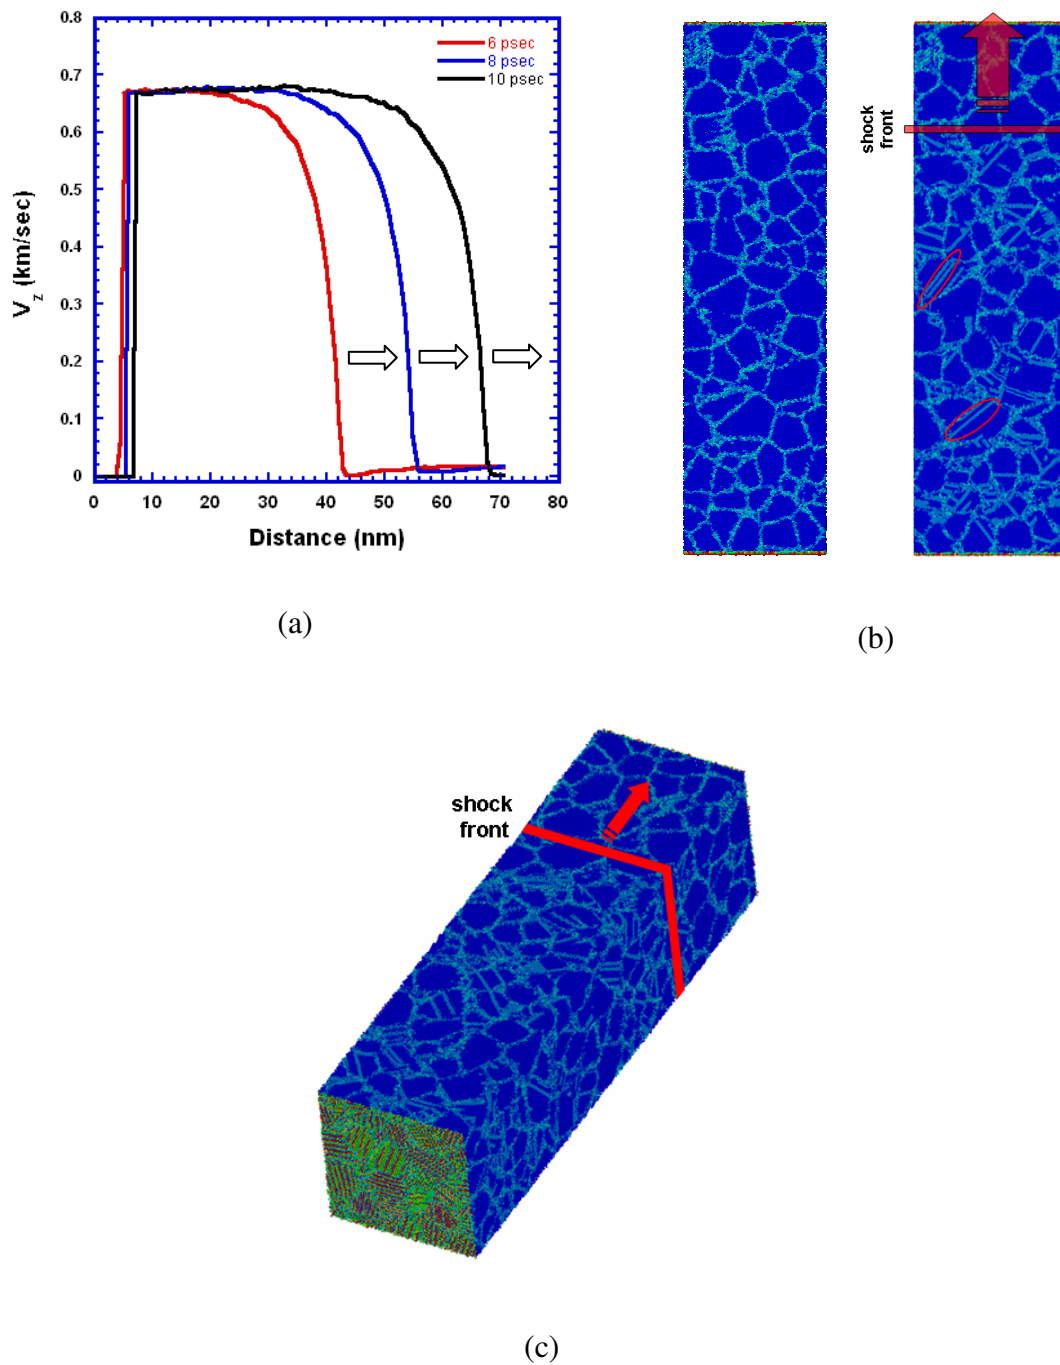 0.8
0.7
0.6
0.5
0.4
0.3
0.2
0.1
0
V_z (km/sec)
6 psec
8 psec
10 psec
0 10 20 30 40 50 60 70 80
Distance (nm)
(a)
shock
front
(b)
shock
front
(c)